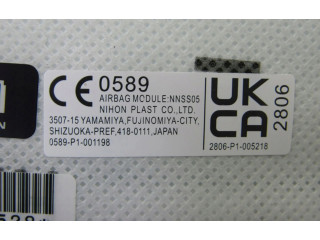 CE 0589
AIRBAG MODULE:NNSS05
NIHON PLAST CO.,LTD.
3507-15 YAMAMIYA,FUJINOMIYA-CITY,
SHIZUOKA-PREF,418-0111,JAPAN
0589-P1-001198
UK
CA
2806
2806-P1-005218